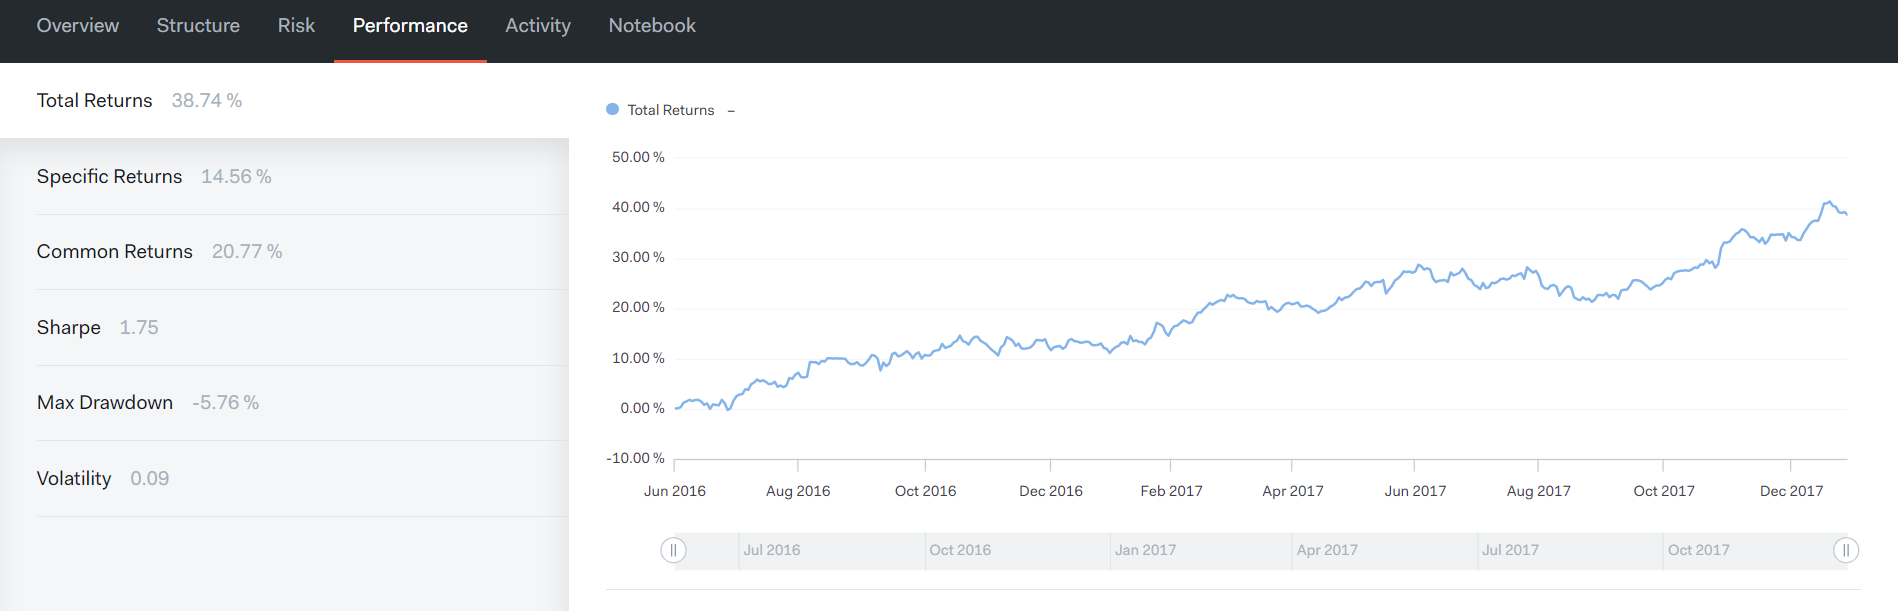 Overview Structure Risk Performance Activity Notebook
Total Returns 38.74 %
Specific Returns 14.56 %
Common Returns 20.77 %
Sharpe 1.75
Max Drawdown -5.76 %
Volatility 0.09
Total Returns –
50.00 %
40.00 %
30.00 %
20.00 %
10.00 %
0.00 %
-10.00 %
Jun 2016 Aug 2016 Oct 2016 Dec 2016 Feb 2017 Apr 2017 Jun 2017 Aug 2017 Oct 2017 Dec 2017
Jul 2016 Oct 2016 Jan 2017 Apr 2017 Jul 2017 Oct 2017